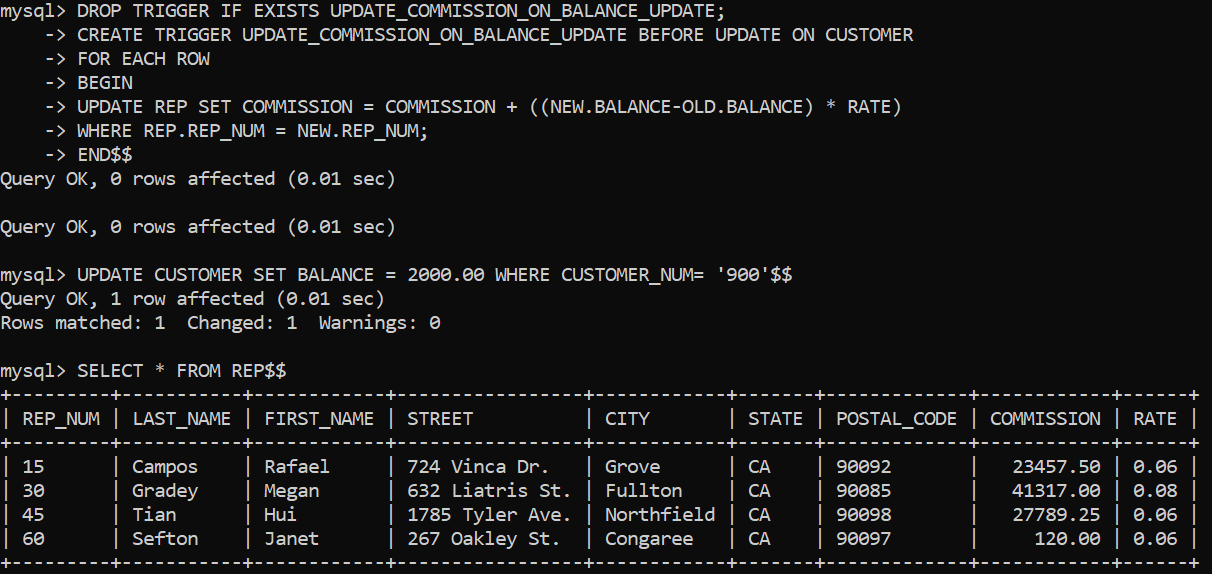 mysql> DROP TRIGGER IF EXISTS UPDATE_COMMISSION_ON_BALANCE_UPDATE;
    -> CREATE TRIGGER UPDATE_COMMISSION_ON_BALANCE_UPDATE BEFORE UPDATE ON CUSTOMER
    -> FOR EACH ROW
    -> BEGIN
    -> UPDATE REP SET COMMISSION = COMMISSION + ((NEW.BALANCE-OLD.BALANCE) * RATE)
    -> WHERE REP.REP_NUM = NEW.REP_NUM;
    -> END$$
Query OK, 0 rows affected (0.01 sec)

Query OK, 0 rows affected (0.01 sec)

mysql> UPDATE CUSTOMER SET BALANCE = 2000.00 WHERE CUSTOMER_NUM= '900'$$
Query OK, 1 row affected (0.01 sec)
Rows matched: 1  Changed: 1  Warnings: 0

mysql> SELECT * FROM REP$$
+---------+-----------+------------+-----------------+------------+-------+-------------+------------+------+
| REP_NUM | LAST_NAME | FIRST_NAME | STREET          | CITY       | STATE | POSTAL_CODE | COMMISSION | RATE |
+---------+-----------+------------+-----------------+------------+-------+-------------+------------+------+
| 15      | Campos    | Rafael     | 724 Vinca Dr.   | Grove      | CA    | 90092       |   23457.50 | 0.06 |
| 30      | Gradey    | Megan      | 632 Liatris St. | Fullton    | CA    | 90085       |   41317.00 | 0.08 |
| 45      | Tian      | Hui        | 1785 Tyler Ave. | Northfield | CA    | 90098       |   27789.25 | 0.06 |
| 60      | Sefton    | Janet      | 267 Oakley St.  | Congaree   | CA    | 90097       |     120.00 | 0.06 |
+---------+-----------+------------+-----------------+------------+-------+-------------+------------+------+